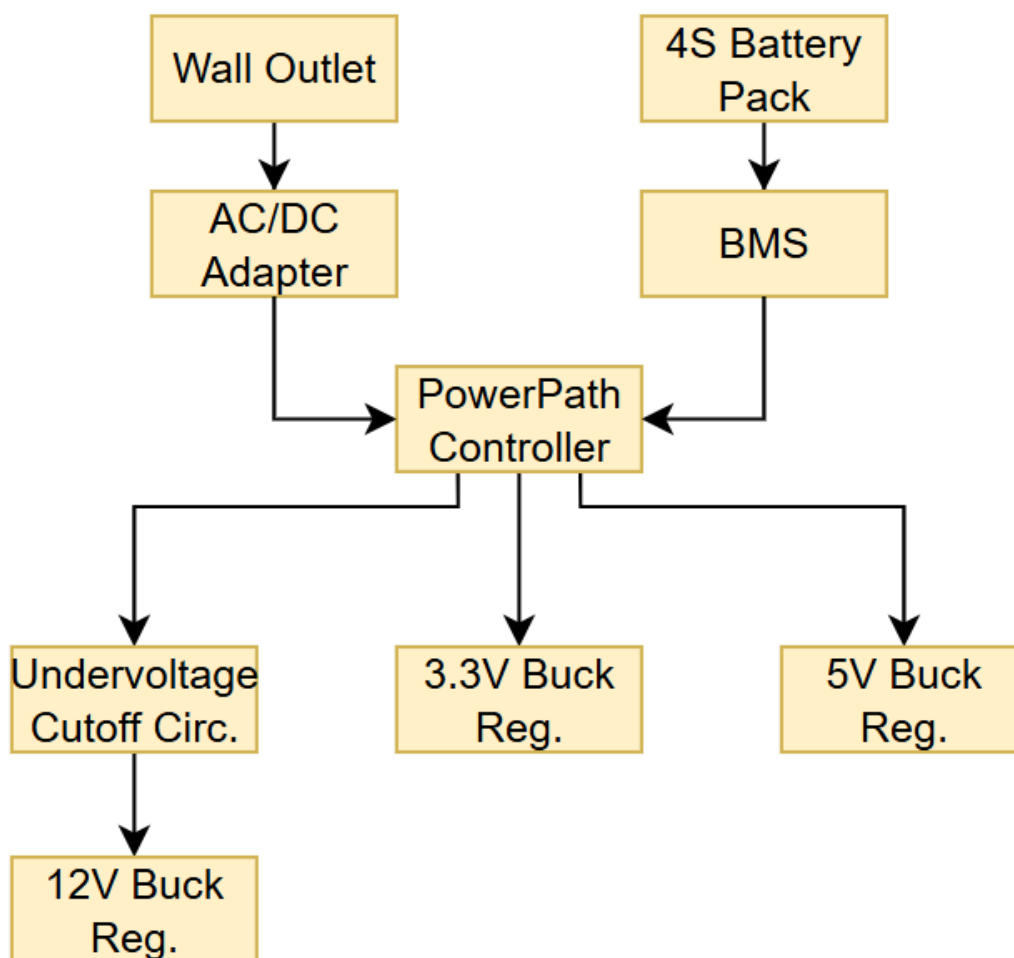 Wall Outlet
4S Battery
Pack
AC/DC
Adapter
BMS
PowerPath
Controller
Undervoltage
Cutoff Circ.
3.3V Buck
Reg.
5V Buck
Reg.
12V Buck
Reg.